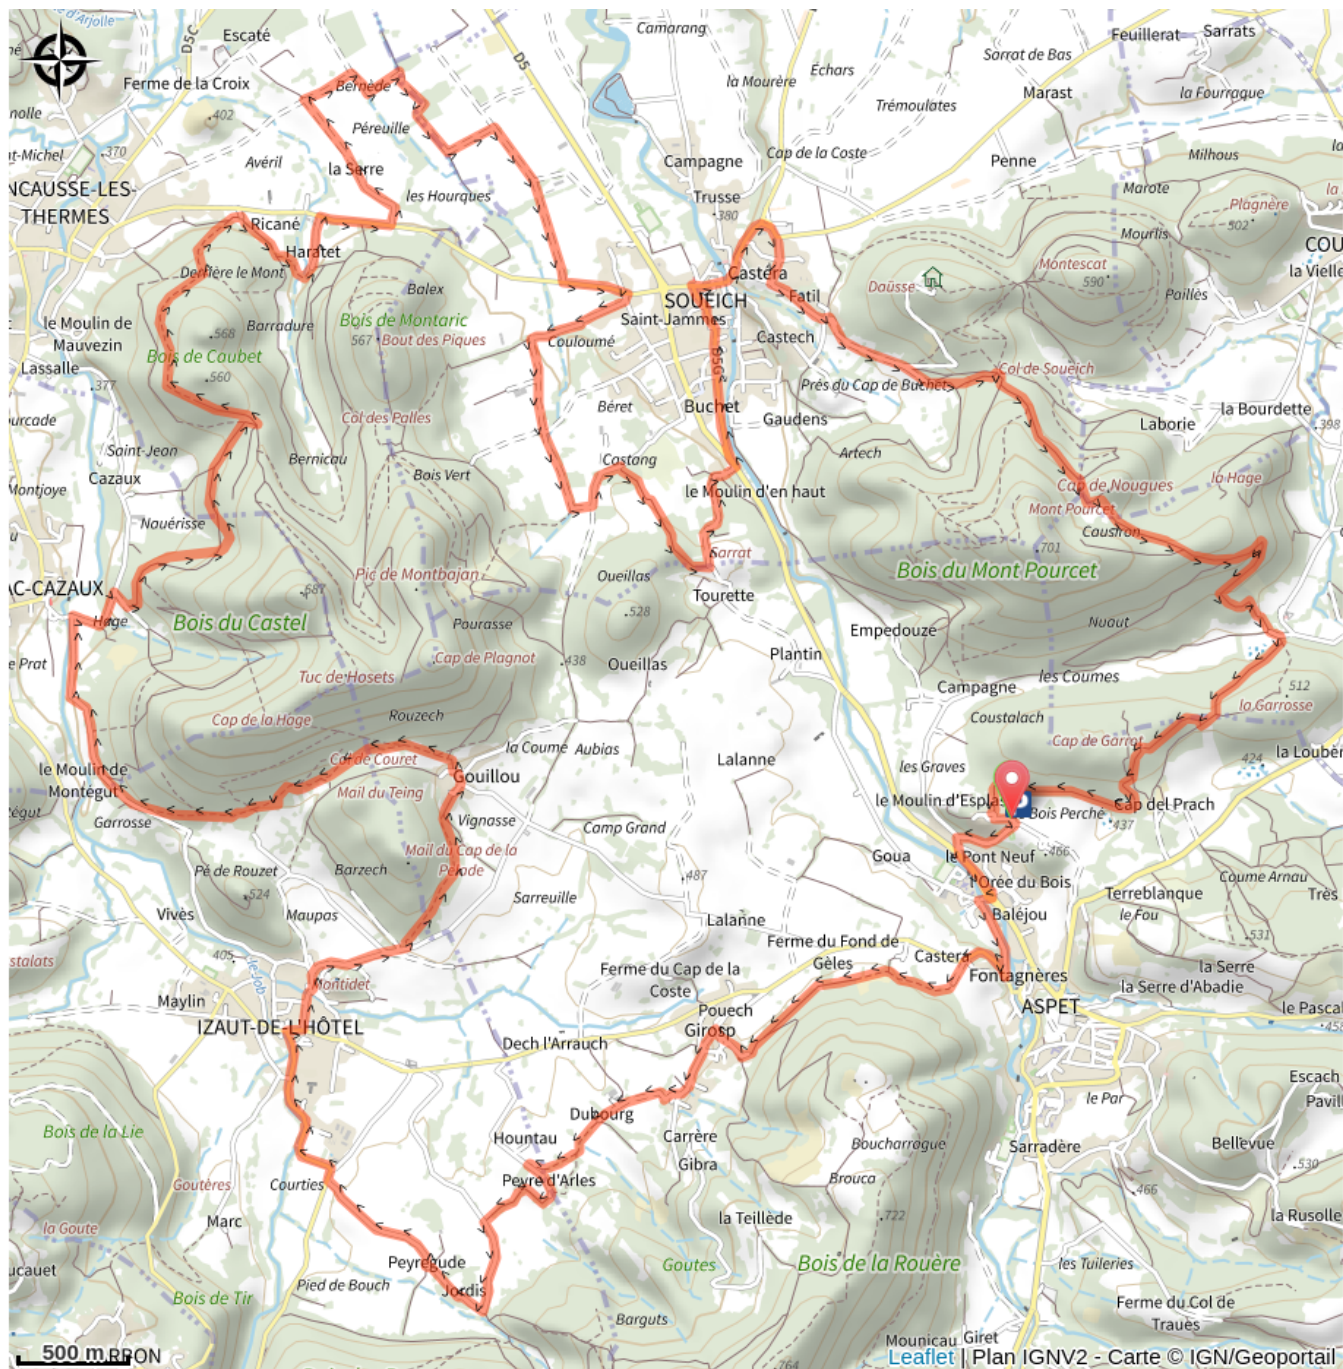 Escaté
D5C
Ferme de la Croix
402
370
Avéril
NCAUSSE-LES-
THERMES
Bernède
Péreuille
la Serre
les Hourques
Ricané
Haratet
Derrière le Mont
Balex
Barradure
Bois de Montaric
567
Bout des Piques
568
560
Bois de Caubet
le Moulin de
Mauvezin
Lassalle
377
Saint-Jean
Cazaux
Montjoye
Nauérisse
Bernicau
Col des Palles
Bois Vert
D5
Camarang
la Mourère
Échars
Trémoulates
Sarrat de Bas
Feuillerat
Sarrats
Marast
la Fourraque
Campagne
Cap de la Coste
Penne
Milhous
Trusse
380
Marote
Plagnère
502
Mourlis
Montescat
590
Paillès
la Vielle
Castéra
Daüsse
Fatil
SOUEICH
Saint-Jammes
Couloumé
Castech
Col de Soueich
Près du Cap de Buchet
Béret
Buchet
Gaudens
la Bourdette
398
Laborie
Artech
Castang
le Moulin d'en haut
Cap de Nougues
la Hage
Mont Pourcet
Caustron
701
Bois du Mont Pourcet
Sarrat
Tourette
Oueillas
528
Oueillas
AC-CAZAUX
Hage
Bois du Castel
587
Pic de Montbajan
Pourasse
Cap de Plagnot
438
Tuc de Hosets
Cap de la Hage
Rouzech
la Coume
Aubias
Col de Couret
Gouillou
Mail du Teing
Vignasse
le Moulin de
Montégut
Garrosse
Camp Grand
Mail du Cap de la
Pérade
Barzech
Pé de Rouzet
524
Vivès
Maupas
Sarreuille
487
Lalanne
Lalanne
Plantin
Empedouze
Nuaut
Campagne
les Coumes
512
Coustalach
la Garrosse
Cap de Garrot
424
les Graves
le Moulin d'Esplas
Bois Perché
Cap del Prach
437
Goua
le Pont Neuf
466
l'Orée du Bois
Terreblanque
Coume Arnau
Très
le Fou
Baléjou
531
Ferme du Fond de
Gèles
Castera
Fontagnères
la Serre
la Serre d'Abadie
ASPET
le Pascal
Ferme du Cap de la
Coste
Pouech
Girosp
405
le Job
Maylin
Montidet
IZAUT-DE-L'HÔTEL
Dech l'Arrauch
Dubourg
Hountau
Carrère
Gibra
Peyre d'Arles
Bois de la Lie
Goutères
Courties
la Goute
Marc
Peyregude
Jordis
Pied de Bouch
Bois de Tir
la Teillède
Goutes
Barguts
Boucharrogue
Brouca
722
Bois de la Rouère
Escach
le Par
Sarradère
Bellevue
530
466
la Rusolle
les Tuileries
Ferme du Col de
Traués
Mounicau
Giret
764
500 m
Leaflet | Plan IGNV2 - Carte © IGN/Geoportail